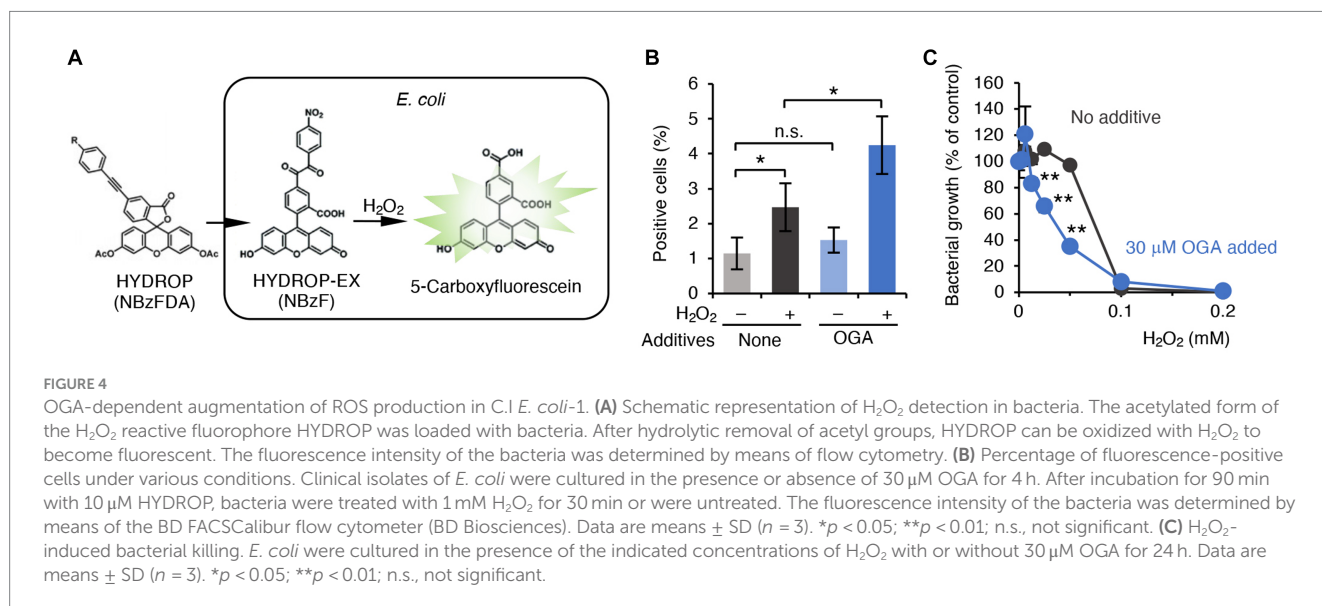 A
E. coli
R
O
O
AcO
O
OAc
HYDROP
(NBzFDA)
NO₂
O
O
COOH
HO
O
O
HYDROP-EX
(NBzF)
H₂O₂
O
OH
COOH
HO
O
O
5-Carboxyfluorescein
B
Positive cells (%)
6
5
4
3
2
1
0
*
n.s.
*
H₂O₂ − + − +
Additives None OGA
C
Bacterial growth (% of control)
160
140
120
100
80
60
40
20
0
No additive
**
**
**
30 μM OGA added
0 0.1 0.2
H₂O₂ (mM)
FIGURE 4
OGA-dependent augmentation of ROS production in C.I E. coli-1. (A) Schematic representation of H₂O₂ detection in bacteria. The acetylated form of
the H₂O₂ reactive fluorophore HYDROP was loaded with bacteria. After hydrolytic removal of acetyl groups, HYDROP can be oxidized with H₂O₂ to
become fluorescent. The fluorescence intensity of the bacteria was determined by means of flow cytometry. (B) Percentage of fluorescence-positive
cells under various conditions. Clinical isolates of E. coli were cultured in the presence or absence of 30 μM OGA for 4 h. After incubation for 90 min
with 10 μM HYDROP, bacteria were treated with 1 mM H₂O₂ for 30 min or were untreated. The fluorescence intensity of the bacteria was determined by
means of the BD FACSCalibur flow cytometer (BD Biosciences). Data are means ± SD (n = 3). *p < 0.05; **p < 0.01; n.s., not significant. (C) H₂O₂-
induced bacterial killing. E. coli were cultured in the presence of the indicated concentrations of H₂O₂ with or without 30 μM OGA for 24 h. Data are
means ± SD (n = 3). *p < 0.05; **p < 0.01; n.s., not significant.